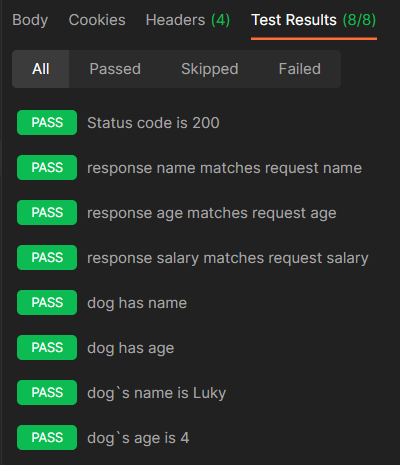 Body Cookies Headers (4) Test Results (8/8)
All Passed Skipped Failed
PASS Status code is 200
PASS response name matches request name
PASS response age matches request age
PASS response salary matches request salary
PASS dog has name
PASS dog has age
PASS dog`s name is Luky
PASS dog`s age is 4